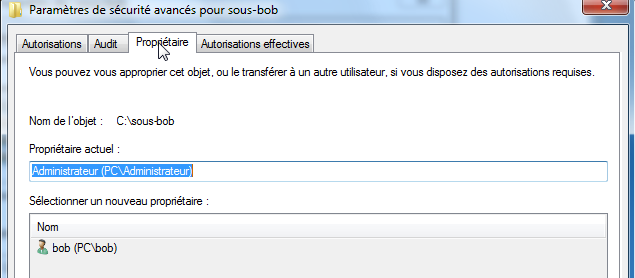 Paramètres de sécurité avancés pour sous-bob
Autorisations Audit Propriétaire Autorisations effectives
Vous pouvez vous approprier cet objet, ou le transférer à un autre utilisateur, si vous disposez des autorisations requises.
Nom de l'objet : C:\sous-bob
Propriétaire actuel :
Administrateur (PC\Administrateur)
Sélectionner un nouveau propriétaire :
Nom
bob (PC\bob)